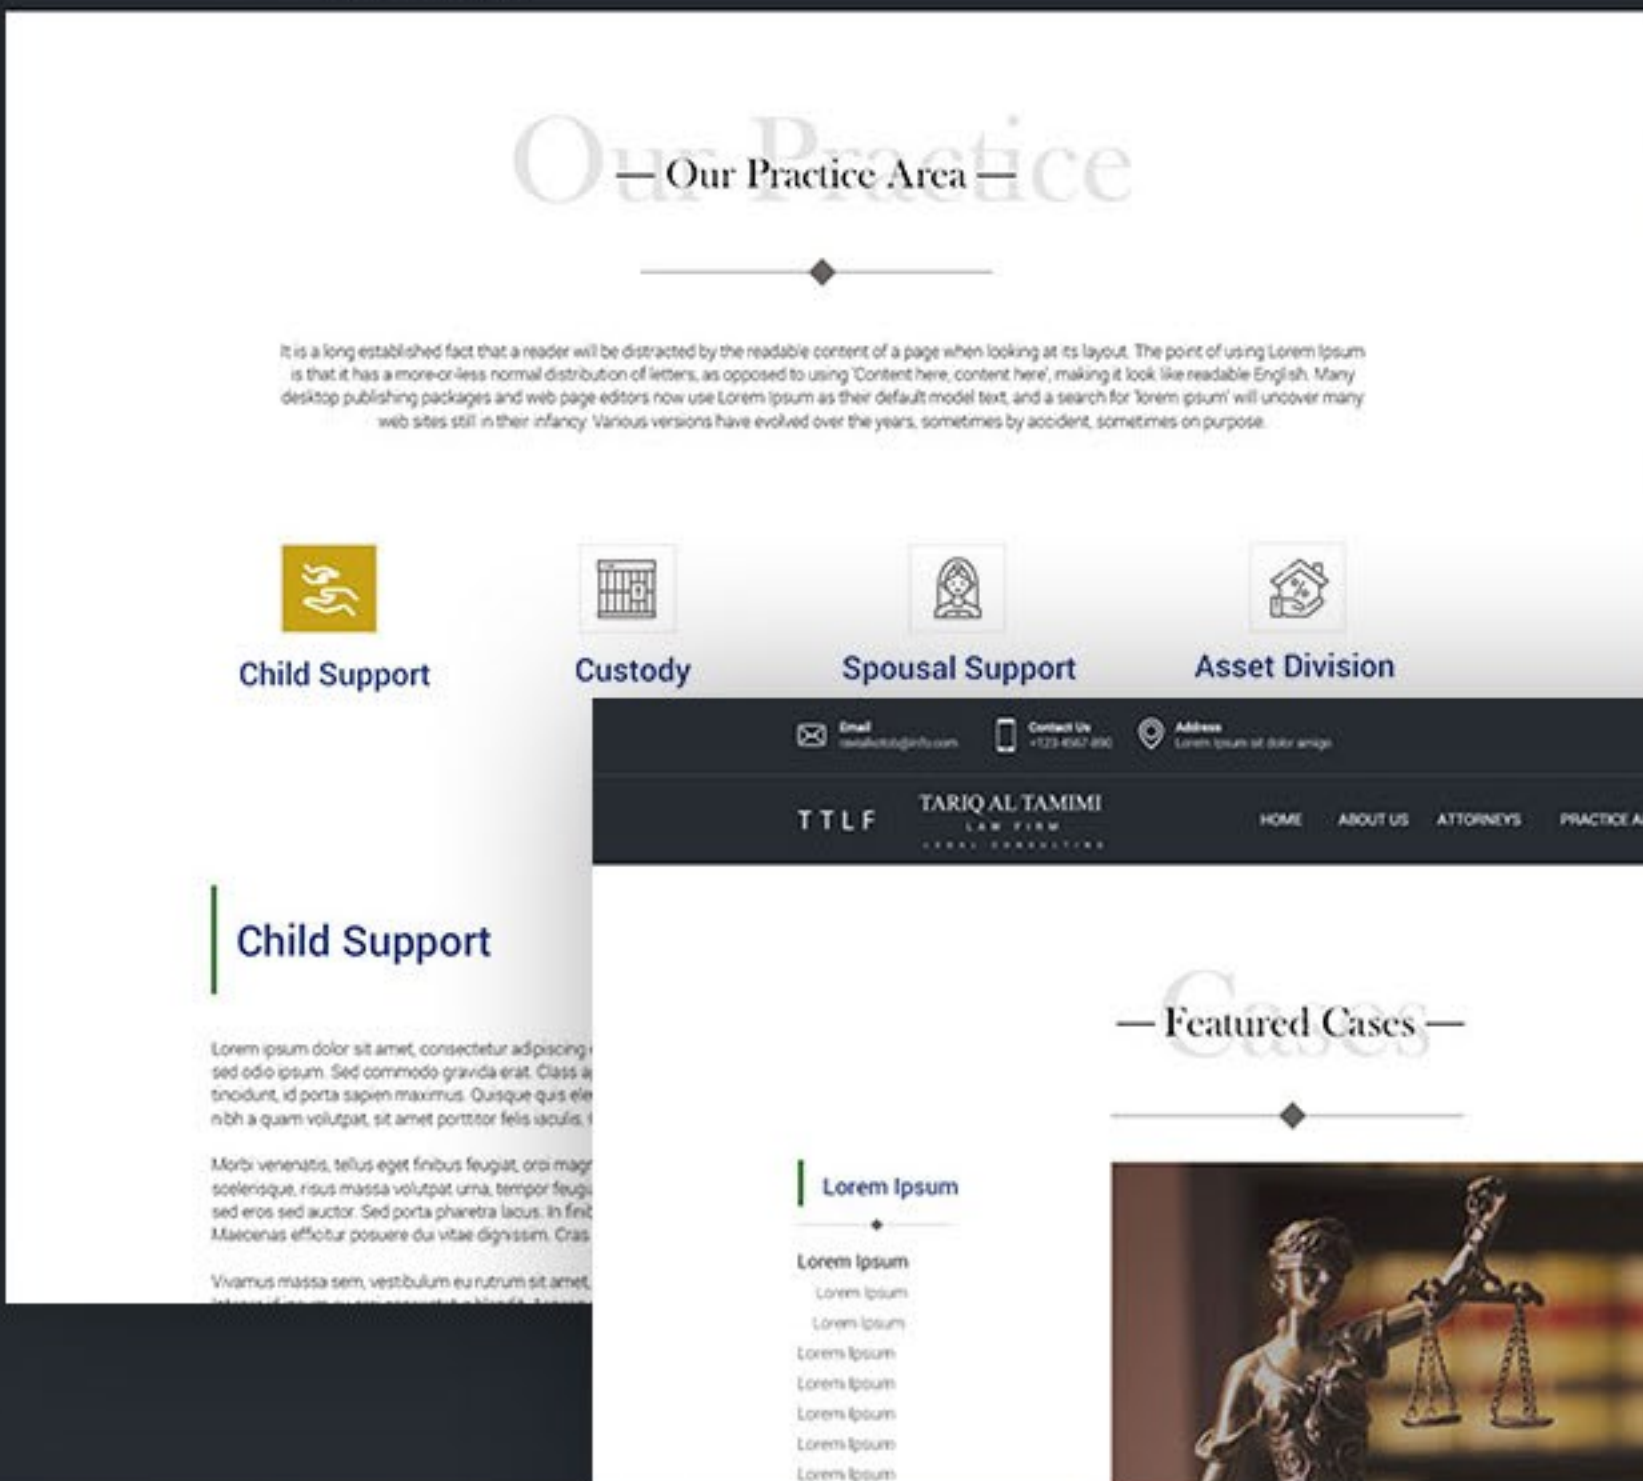 Our Practice
— Our Practice Area —
It is a long established fact that a reader will be distracted by the readable content of a page when looking at its layout. The point of using Lorem Ipsum
is that it has a more-or-less normal distribution of letters, as opposed to using 'Content here, content here', making it look like readable English. Many
desktop publishing packages and web page editors now use Lorem Ipsum as their default model text, and a search for 'lorem ipsum' will uncover many
web sites still in their infancy. Various versions have evolved over the years, sometimes by accident, sometimes on purpose.
Child Support
Custody
Spousal Support
Asset Division
Child Support
Lorem ipsum dolor sit amet, consectetur adipiscing
sed odio ipsum. Sed commodo gravida erat. Class
tincidunt, id porta sapien maximus. Quisque quis
nibh a quam volutpat, sit amet porttitor felis iaculis,
Morbi venenatis, tellus eget finibus feugiat, orci
scelerisque, risus massa volutpat urna, tempor
sed eros sed auctor. Sed porta pharetra lacus. In
Maecenas efficitur posuere dui vitae dignissim. Cras
Vivamus massa sem, vestibulum eu rutrum sit amet,
Email
Contact Us
+123-4567-890
Address
Lorem Ipsum sit dolor amigo
TTLF
TARIQ AL TAMIMI
LAW FIRM
LEGAL CONSULTING
HOME
ABOUT US
ATTORNEYS
PRACTICE
Cases
— Featured Cases —
Lorem Ipsum
Lorem Ipsum
Lorem Ipsum
Lorem Ipsum
Lorem Ipsum
Lorem Ipsum
Lorem Ipsum
Lorem Ipsum
Lorem Ipsum